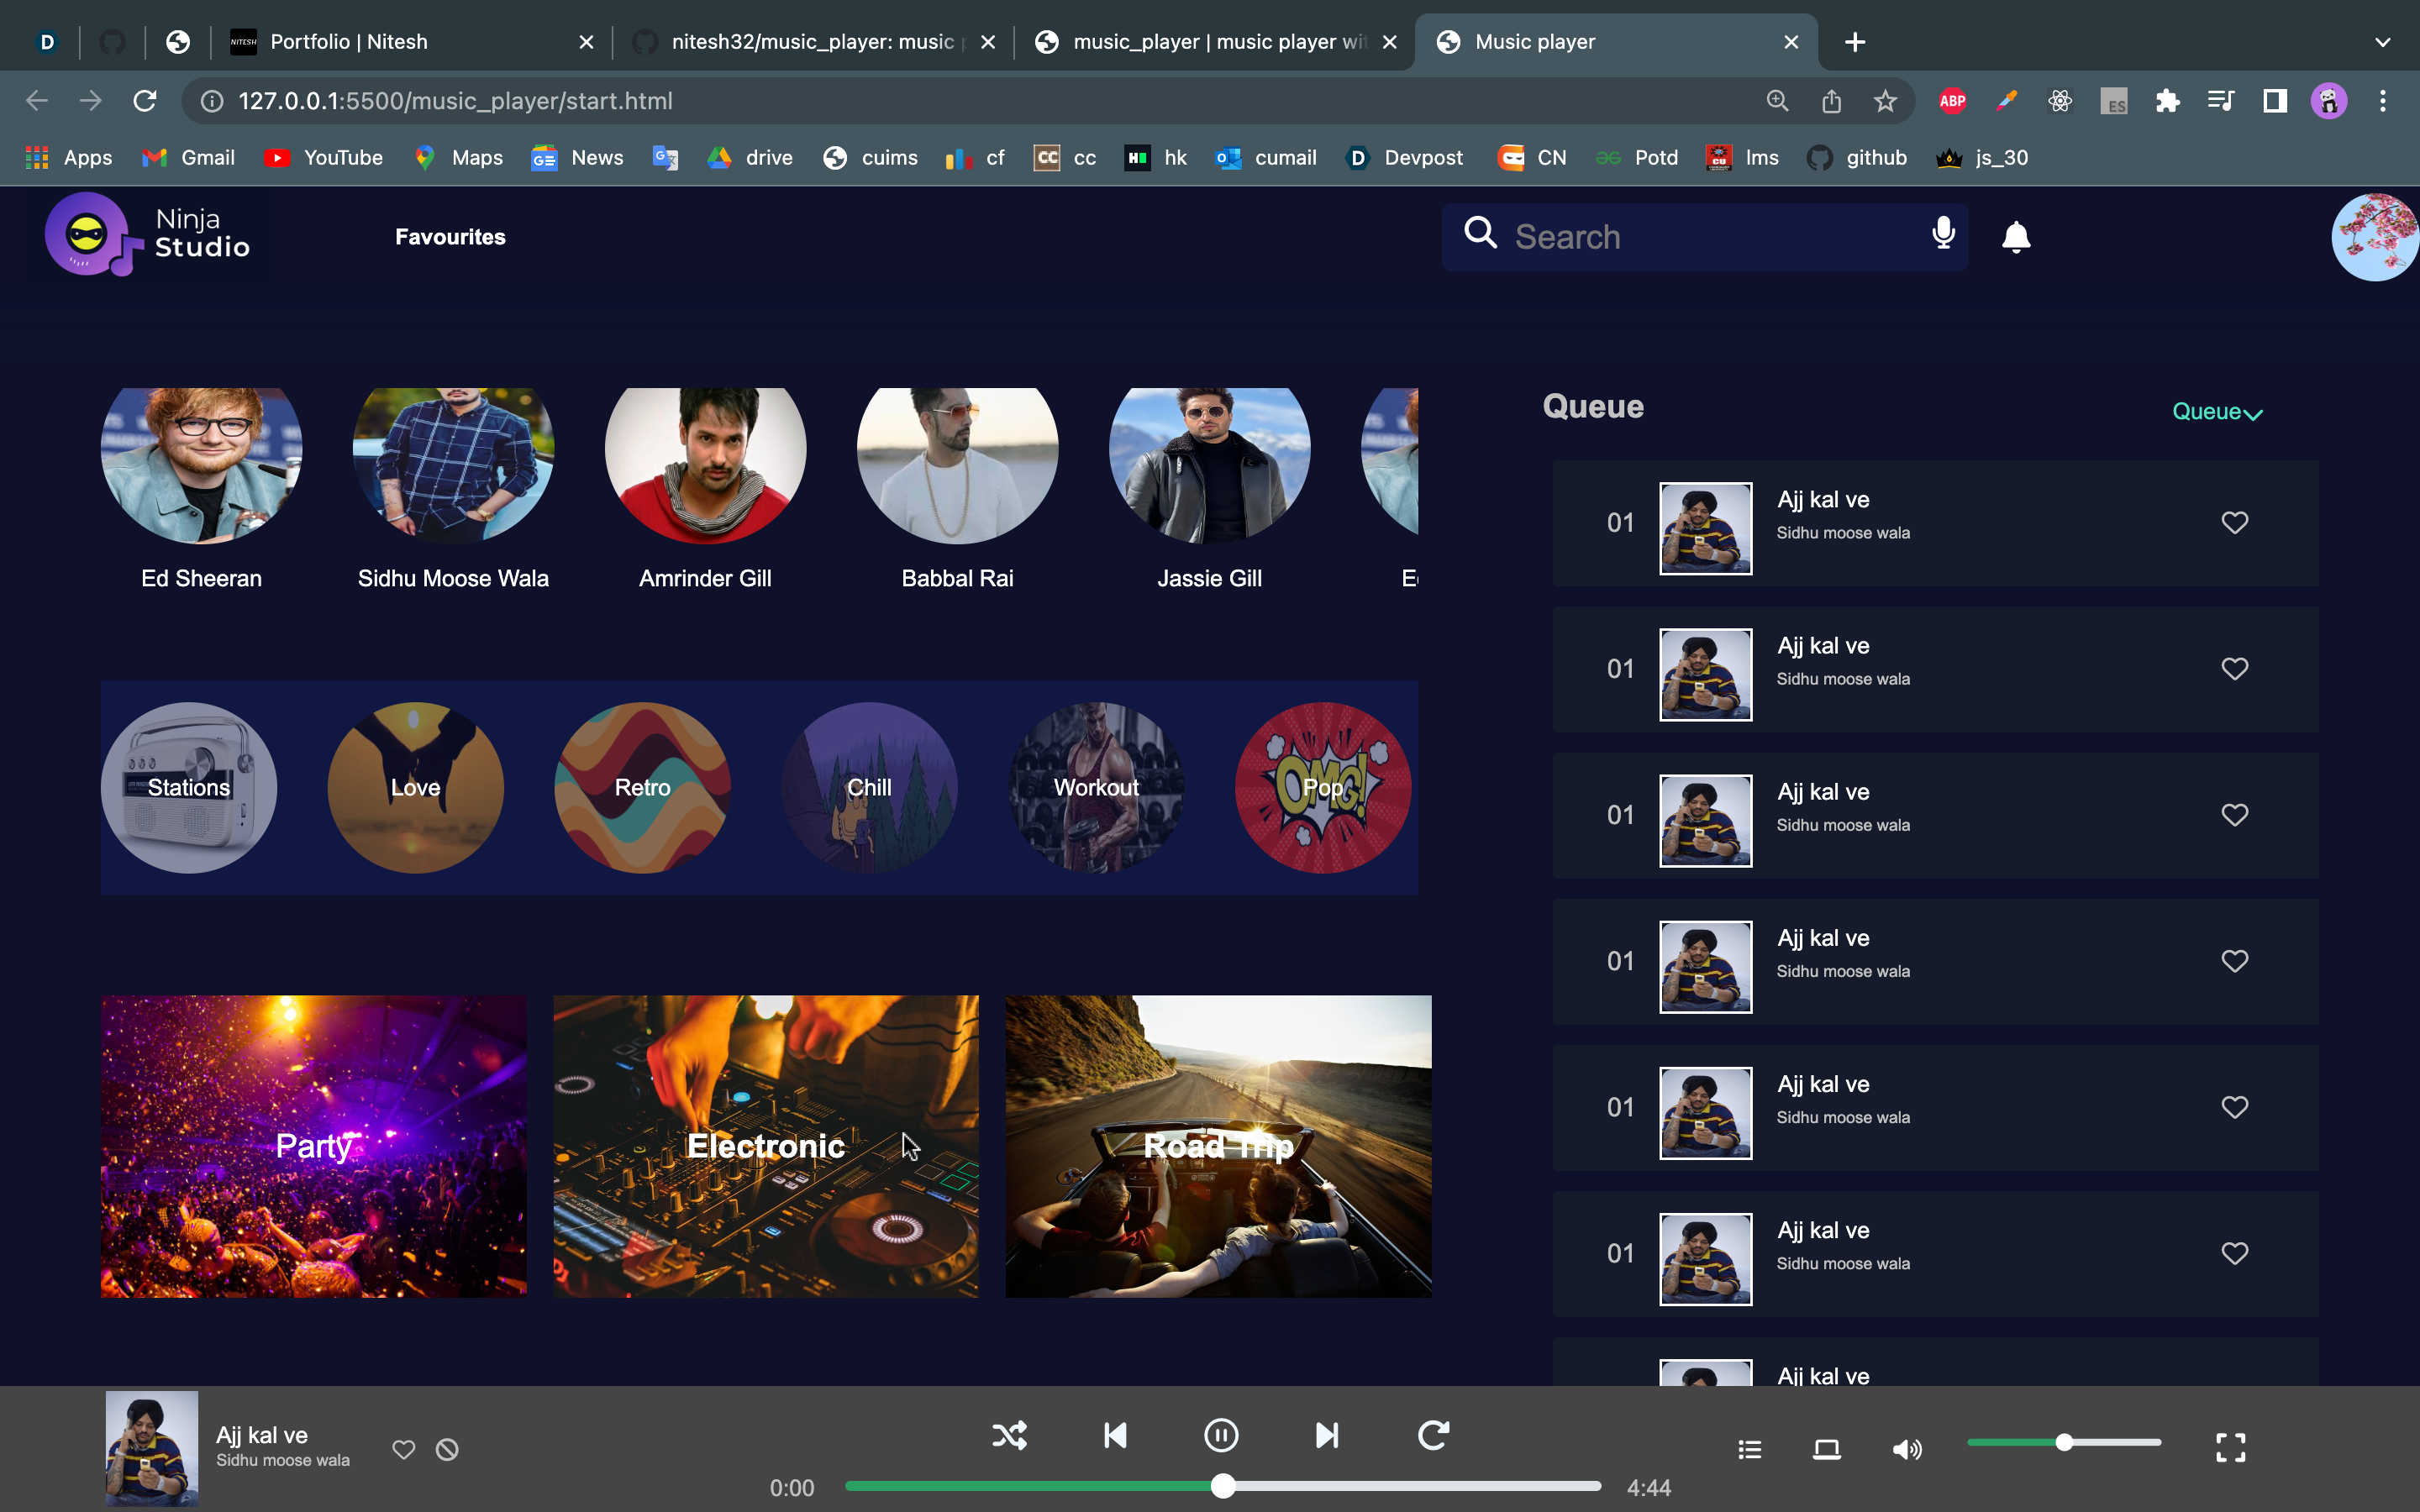 D
NITESH
Portfolio | Nitesh
nitesh32/music_player: music p
music_player | music player wit
Music player
127.0.0.1:5500/music_player/start.html
ABP
ES
Apps
Gmail
YouTube
Maps
GE
News
G
drive
cuims
cf
CC
cc
H
hk
cumail
D
Devpost
CN
Potd
CU
lms
github
js_30
Ninja
Studio
Favourites
Search
Ed Sheeran
Sidhu Moose Wala
Amrinder Gill
Babbal Rai
Jassie Gill
Stations
Love
Retro
Chill
Workout
OMG!
Pop
Party
Electronic
Road Trip
Queue
Queue
01
Ajj kal ve
Sidhu moose wala
01
Ajj kal ve
Sidhu moose wala
01
Ajj kal ve
Sidhu moose wala
01
Ajj kal ve
Sidhu moose wala
01
Ajj kal ve
Sidhu moose wala
01
Ajj kal ve
Sidhu moose wala
Ajj kal ve
Ajj kal ve
Sidhu moose wala
0:00
4:44